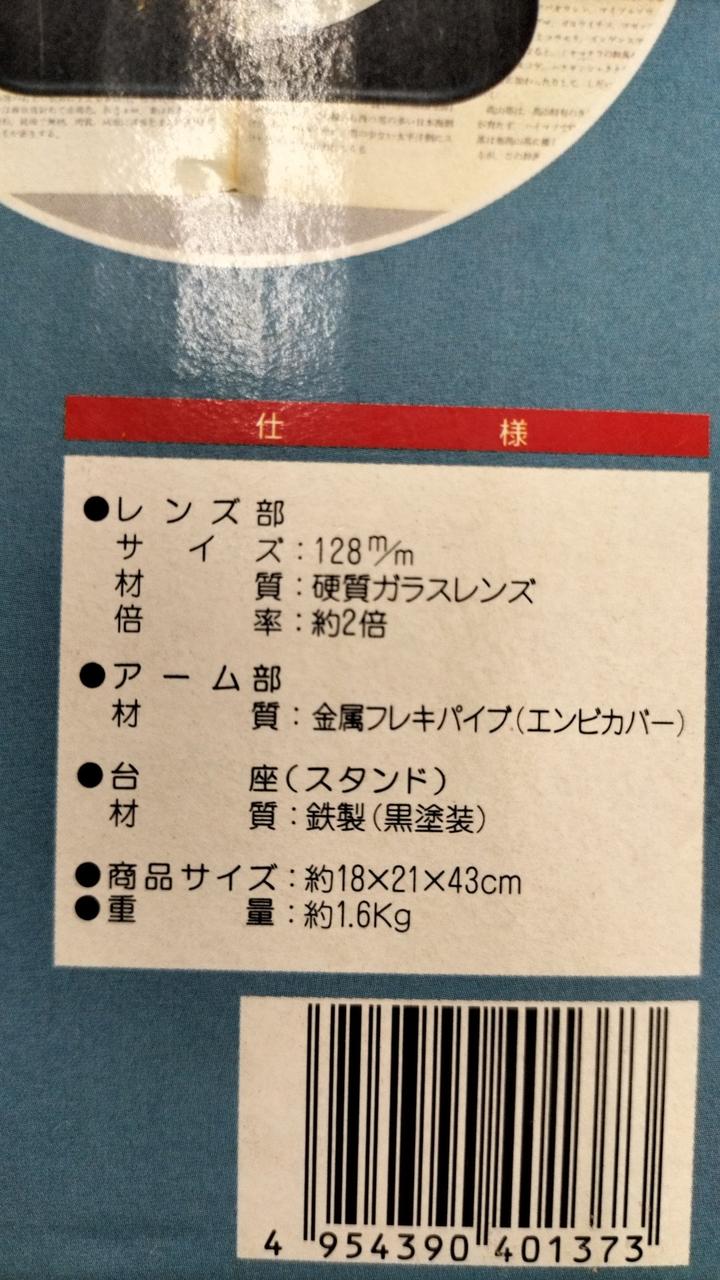 仕様
●レンズ部
サイズ：128m/m
材質：硬質ガラスレンズ
倍率：約2倍
●アーム部
材質：金属フレキパイプ(エンビカバー)
●台座(スタンド)
材質：鉄製(黒塗装)
●商品サイズ：約18×21×43cm
●重量：約1.6Kg
4 954390 401373